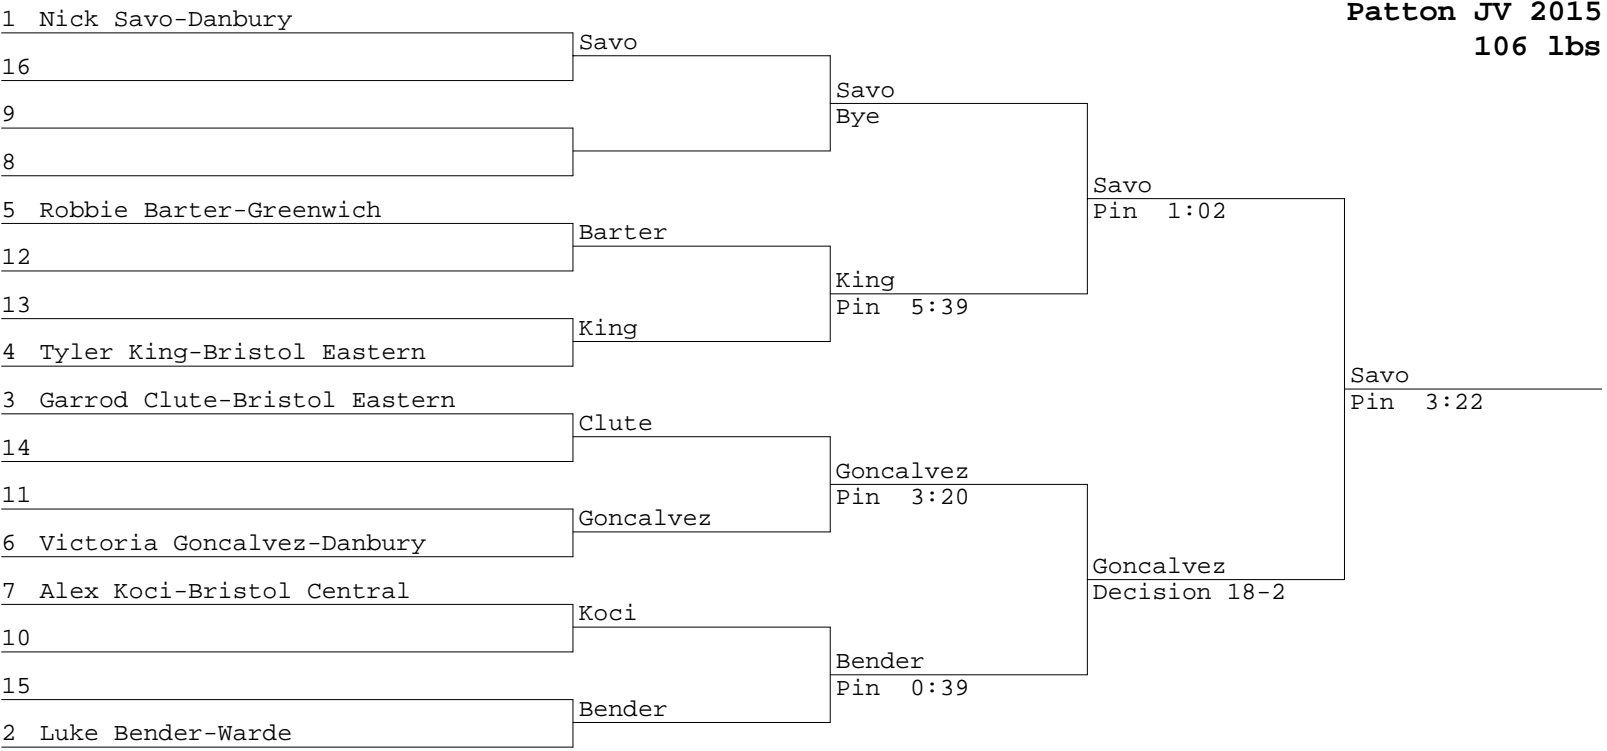 Patton JV 2015
106 lbs
1 Nick Savo-Danbury
16
9
8
5 Robbie Barter-Greenwich
12
13
4 Tyler King-Bristol Eastern
3 Garrod Clute-Bristol Eastern
14
11
6 Victoria Goncalvez-Danbury
7 Alex Koci-Bristol Central
10
15
2 Luke Bender-Warde
Savo
Barter
King
Clute
Goncalvez
Koci
Bender
Savo
Bye
King
Pin 5:39
Goncalvez
Pin 3:20
Bender
Pin 0:39
Savo
Pin 1:02
Goncalvez
Decision 18-2
Savo
Pin 3:22